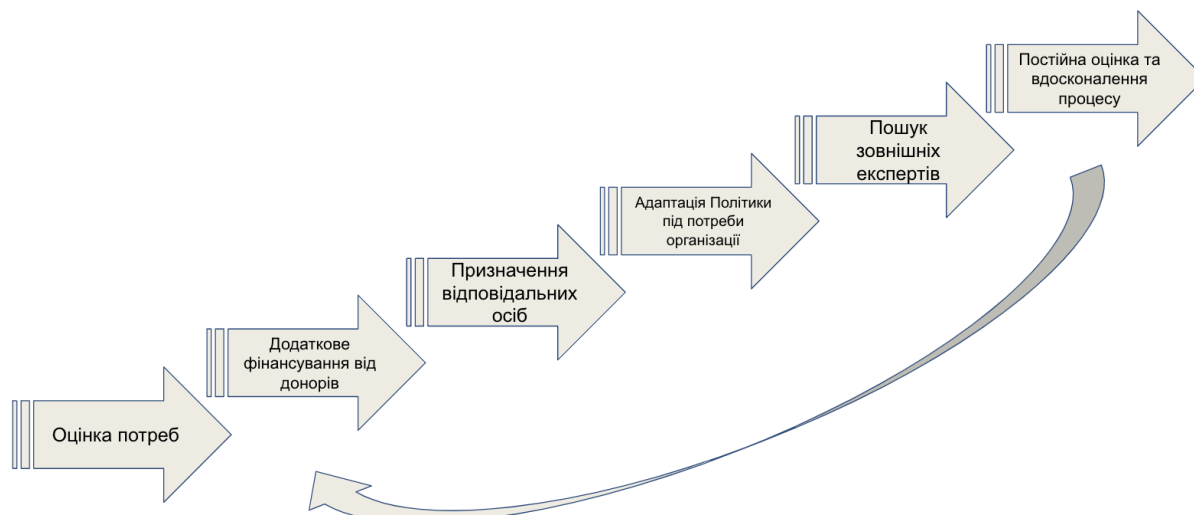 Оцінка потреб
Додаткове
фінансування від
донорів
Призначення
відповідальних
осіб
Адаптація Політики
під потреби
організації
Пошук
зовнішніх
експертів
Постійна оцінка та
вдосконалення
процесу